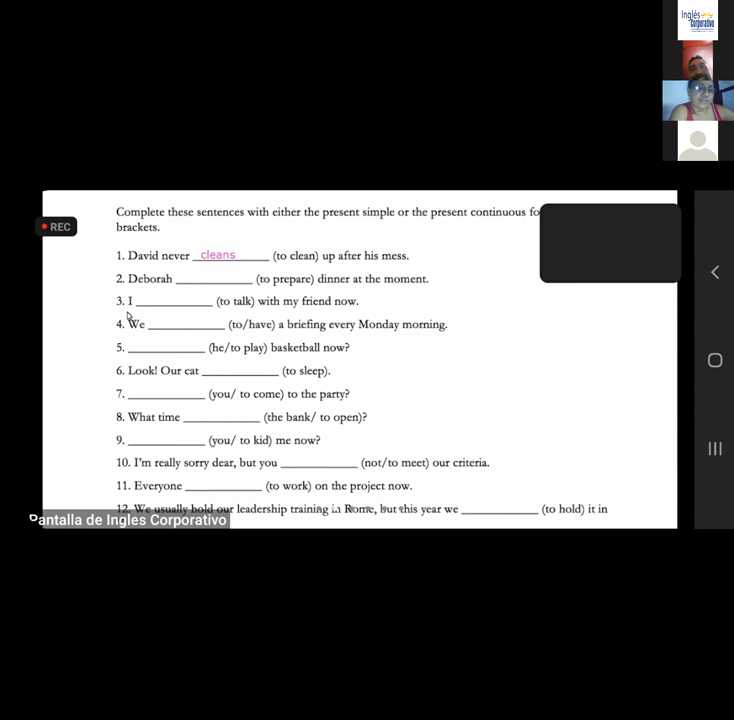 Inglés
Corporativo
Complete these sentences with either the present simple or the present continuous fo
brackets.
REC
1. David never cleans (to clean) up after his mess.
2. Deborah ____________ (to prepare) dinner at the moment.
3. I ____________ (to talk) with my friend now.
4. We ____________ (to/have) a briefing every Monday morning.
5. ____________ (he/to play) basketball now?
6. Look! Our cat ____________ (to sleep).
7. ____________ (you/ to come) to the party?
8. What time ____________ (the bank/ to open)?
9. ____________ (you/ to kid) me now?
10. I'm really sorry dear, but you ____________ (not/to meet) our criteria.
11. Everyone ____________ (to work) on the project now.
12. We usually hold our leadership training in Rome, but this year we ____________ (to hold) it in
Pantalla de Ingles Corporativo